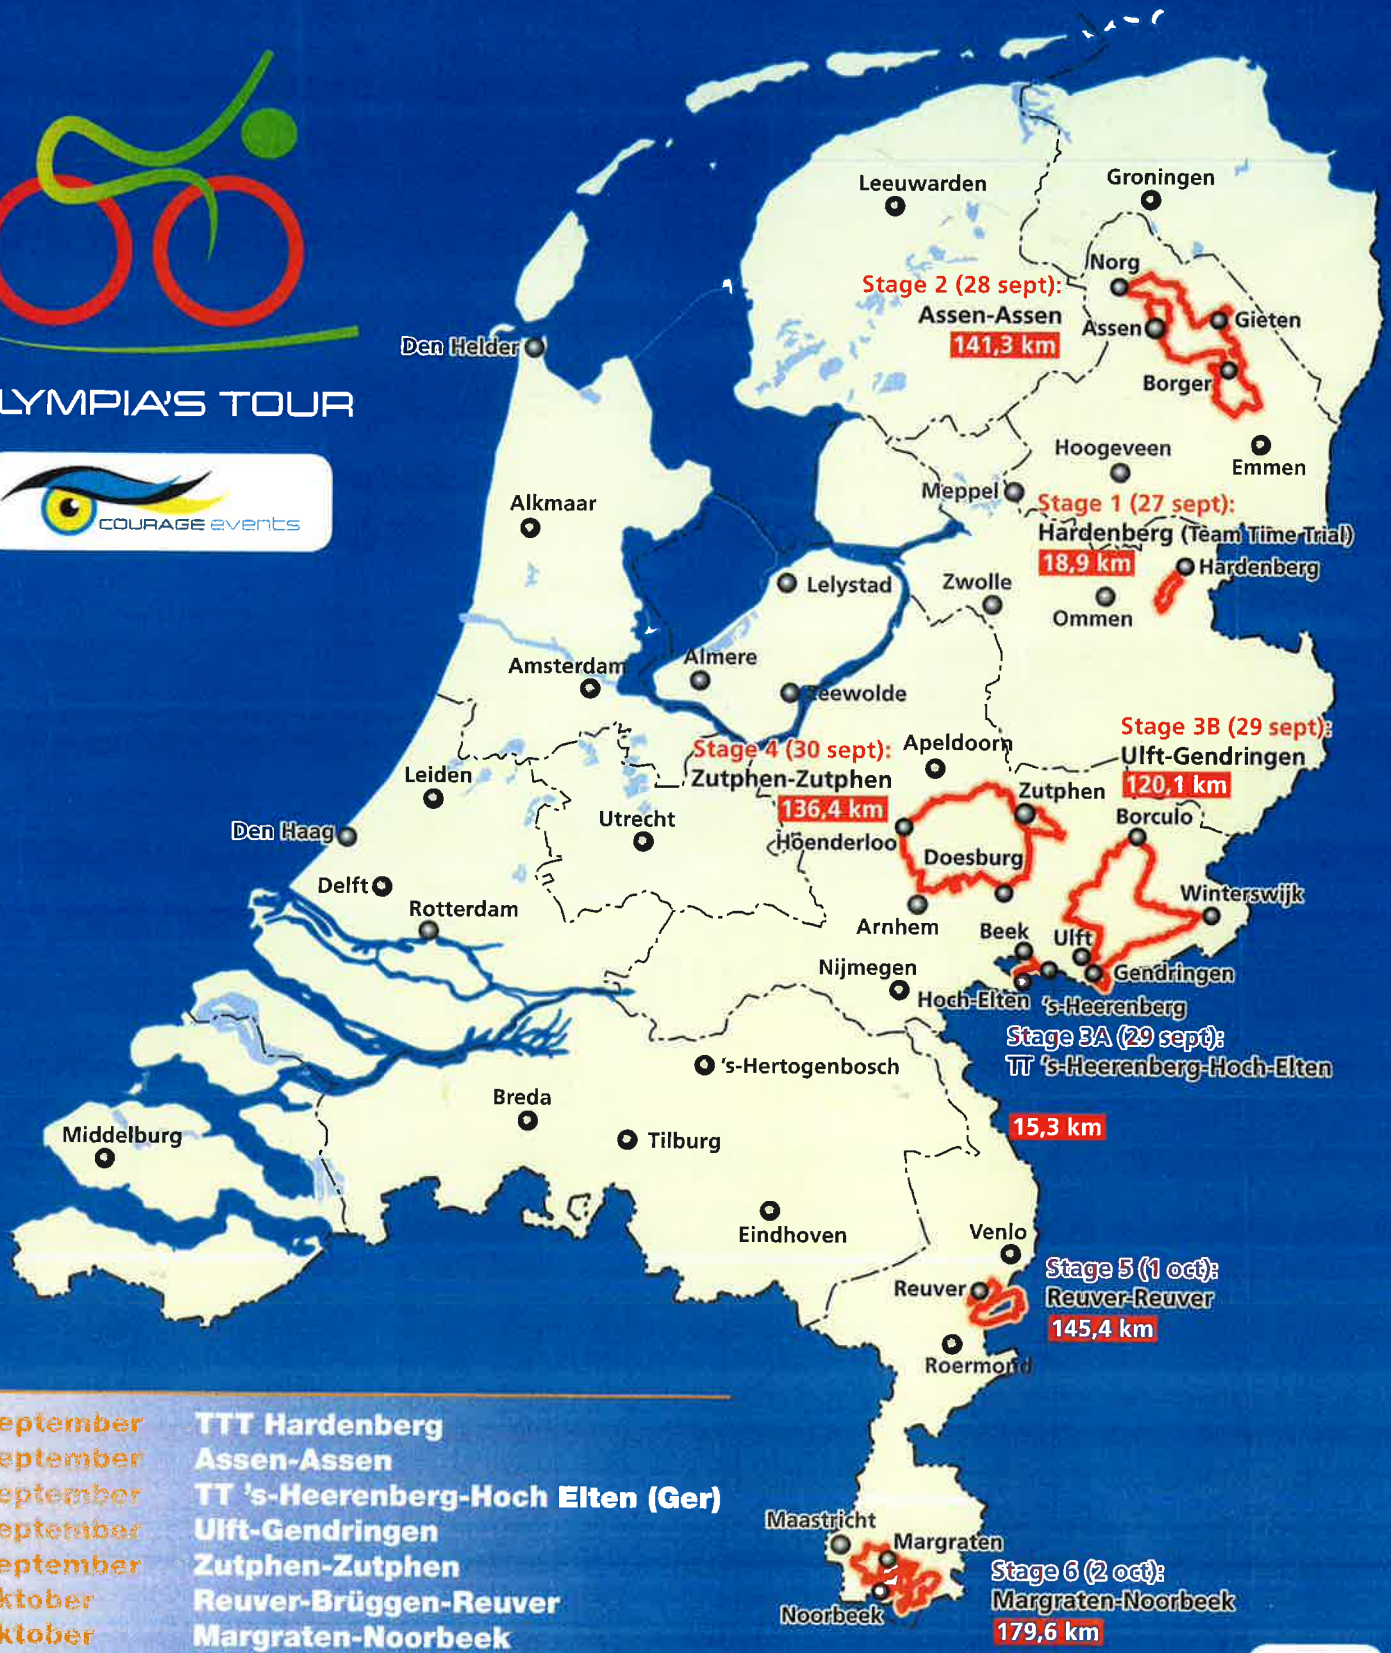 LYMPIA'S TOUR
COURAGE events
Leeuwarden
Groningen
Norg
Stage 2 (28 sept):
Assen-Assen
141,3 km
Assen
Gieten
Borger
Den Helder
Hoogeveen
Emmen
Meppel
Alkmaar
Stage 1 (27 sept):
Hardenberg (Team Time Trial)
18,9 km
Hardenberg
Lelystad
Zwolle
Ommen
Almere
Amsterdam
Zeewolde
Stage 3B (29 sept):
Ulft-Gendringen
120,1 km
Stage 4 (30 sept):
Zutphen-Zutphen
136,4 km
Apeldoorn
Leiden
Zutphen
Borculo
Utrecht
Den Haag
Hoenderloo
Doesburg
Delft
Winterswijk
Rotterdam
Arnhem
Beek
Ulft
Nijmegen
Gendringen
Hoch-Elten
's-Heerenberg
Stage 3A (29 sept):
TT 's-Heerenberg-Hoch-Elten
15,3 km
's-Hertogenbosch
Breda
Middelburg
Tilburg
Eindhoven
Venlo
Reuver
Stage 5 (1 oct):
Reuver-Reuver
145,4 km
Roermond
eptember TTT Hardenberg
eptember Assen-Assen
eptember TT 's-Heerenberg-Hoch Elten (Ger)
eptember Ulft-Gendringen
eptember Zutphen-Zutphen
ktober Reuver-Brüggen-Reuver
ktober Margraten-Noorbeek
Maastricht
Margraten
Noorbeek
Stage 6 (2 oct):
Margraten-Noorbeek
179,6 km